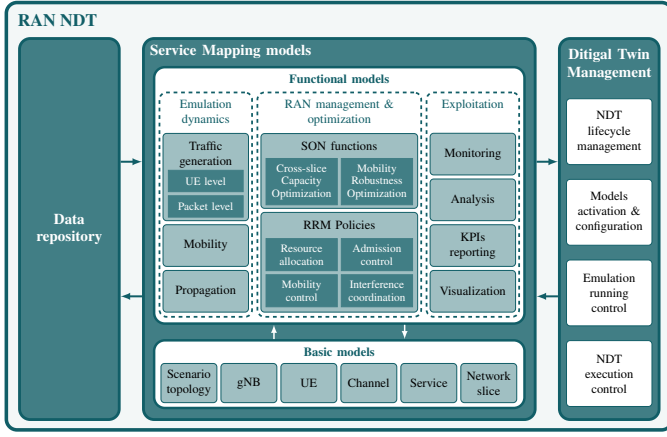 RAN NDT
Data
repository
Service Mapping models
Functional models
Emulation
dynamics
Traffic
generation
UE level
Packet level
Mobility
Propagation
RAN management &
optimization
SON functions
Cross-slice
Capacity
Optimization
Mobility
Robustness
Optimization
RRM Policies
Resource
allocation
Admission
control
Mobility
control
Interference
coordination
Exploitation
Monitoring
Analysis
KPIs
reporting
Visualization
Basic models
Scenario
topology
gNB
UE
Channel
Service
Network
slice
Ditigal Twin
Management
NDT
lifecycle
management
Models
activation &
configuration
Emulation
running
control
NDT
execution
control